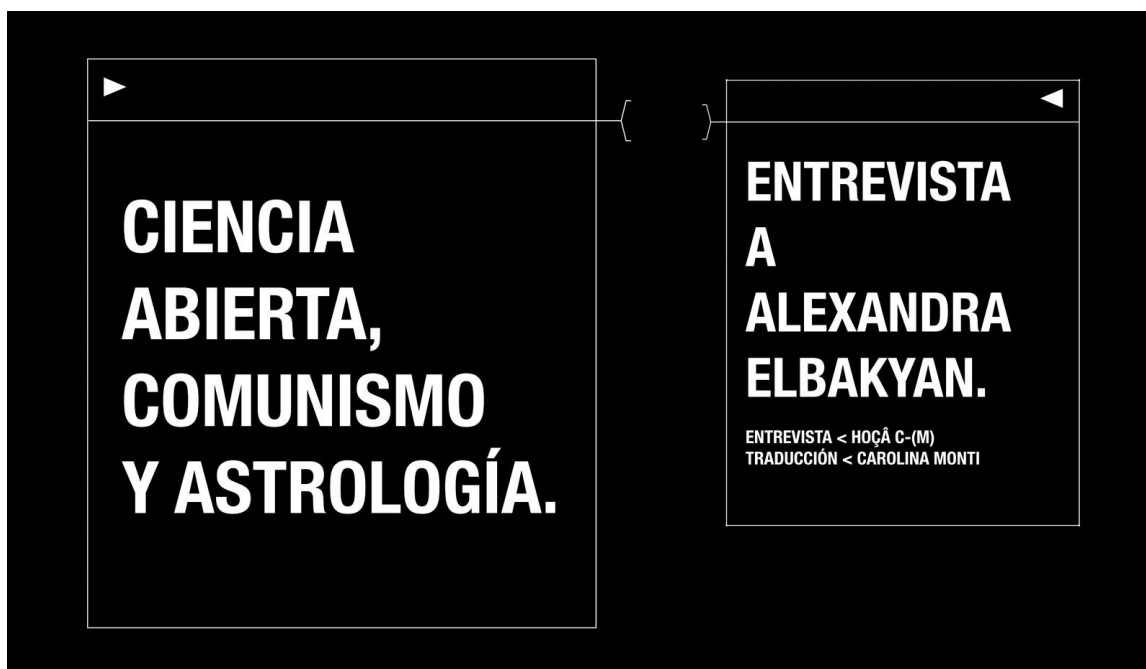 CIENCIA
ABIERTA,
COMUNISMO
Y ASTROLOGÍA.
ENTREVISTA
A
ALEXANDRA
ELBAKYAN.
ENTREVISTA < HOÇÂ C-(M)
TRADUCCIÓN < CAROLINA MONTI